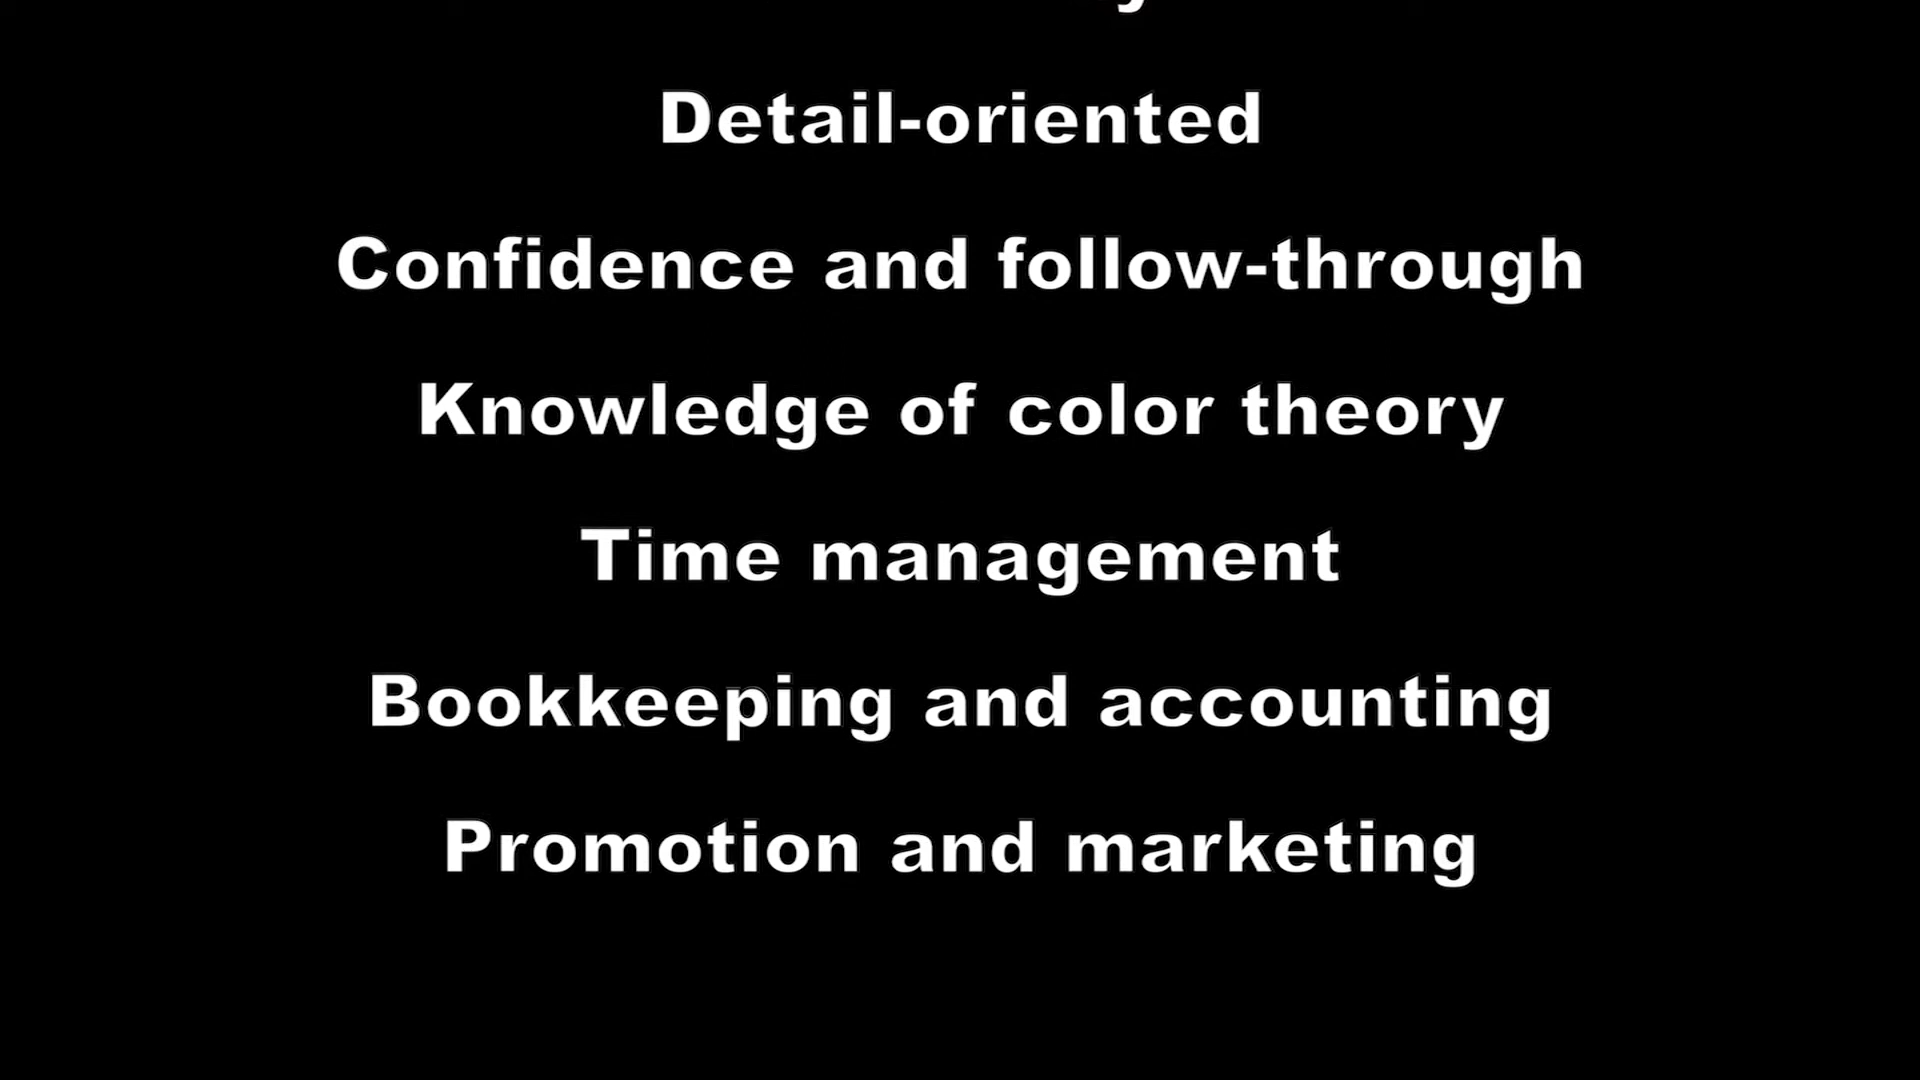 Detail-oriented
Confidence and follow-through
Knowledge of color theory
Time management
Bookkeeping and accounting
Promotion and marketing